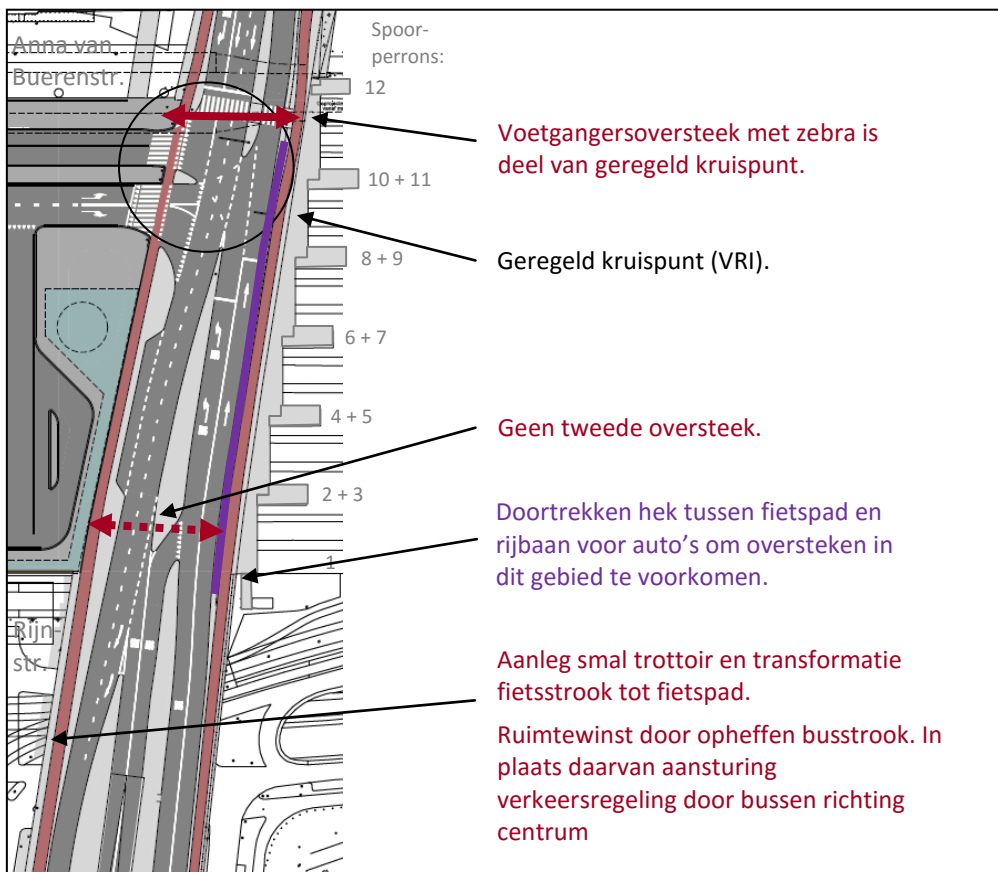 Anna van
Buerenstr.
Spoor-
perrons:
12
10 + 11
8 + 9
6 + 7
4 + 5
2 + 3
1
Rijn-
str.
Voetgangersoversteek met zebra is
deel van geregeld kruispunt.
Geregeld kruispunt (VRI).
Geen tweede oversteek.
Doortrekken hek tussen fietspad en
rijbaan voor auto's om oversteken in
dit gebied te voorkomen.
Aanleg smal trottoir en transformatie
fietsstrook tot fietspad.
Ruimtewinst door opheffen busstrook. In
plaats daarvan aansturing
verkeersregeling door bussen richting
centrum